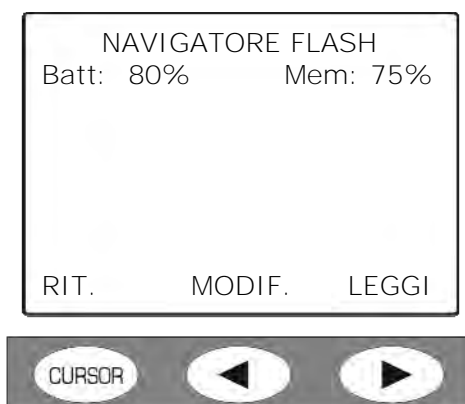 NAVIGATORE FLASH
Batt: 80% Mem: 75%
RIT. MODIF. LEGGI
CURSOR